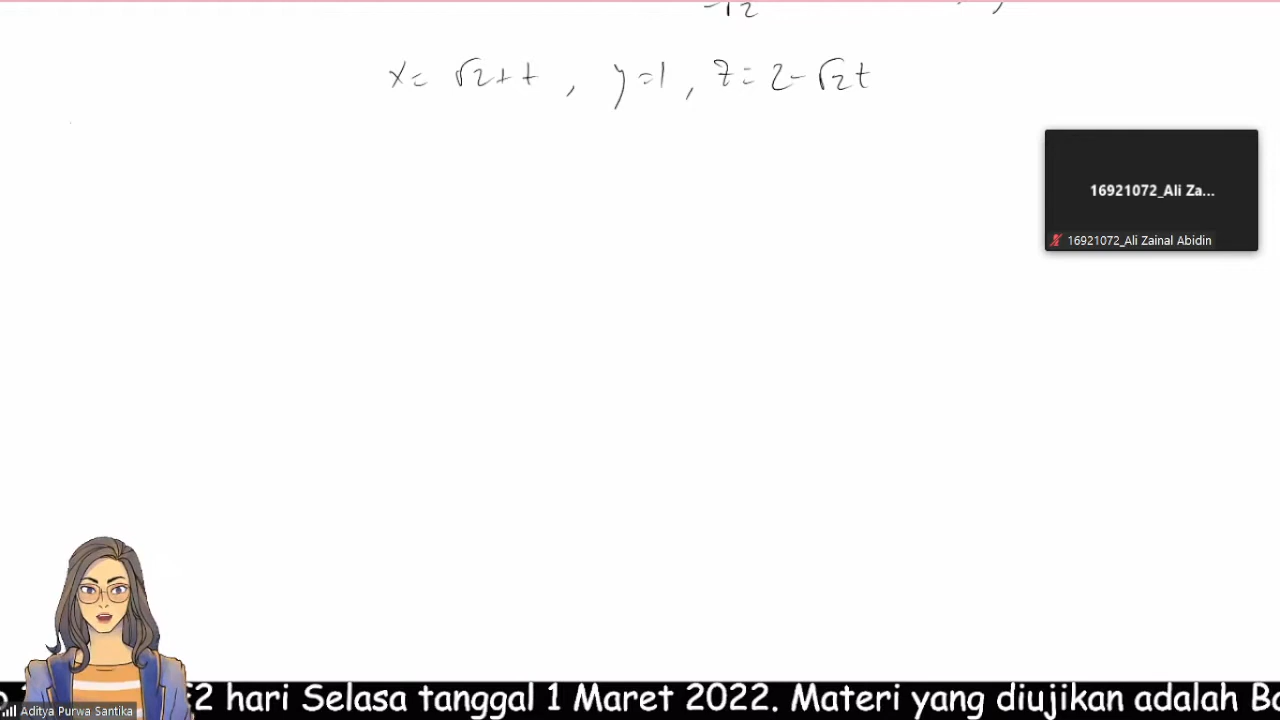 x = √2 + t , y = 1 , z = 2 - √2 t
16921072_Ali Za...
16921072_Ali Zainal Abidin
2 hari Selasa tanggal 1 Maret 2022. Materi yang diujikan adalah B
Aditya Purwa Santika